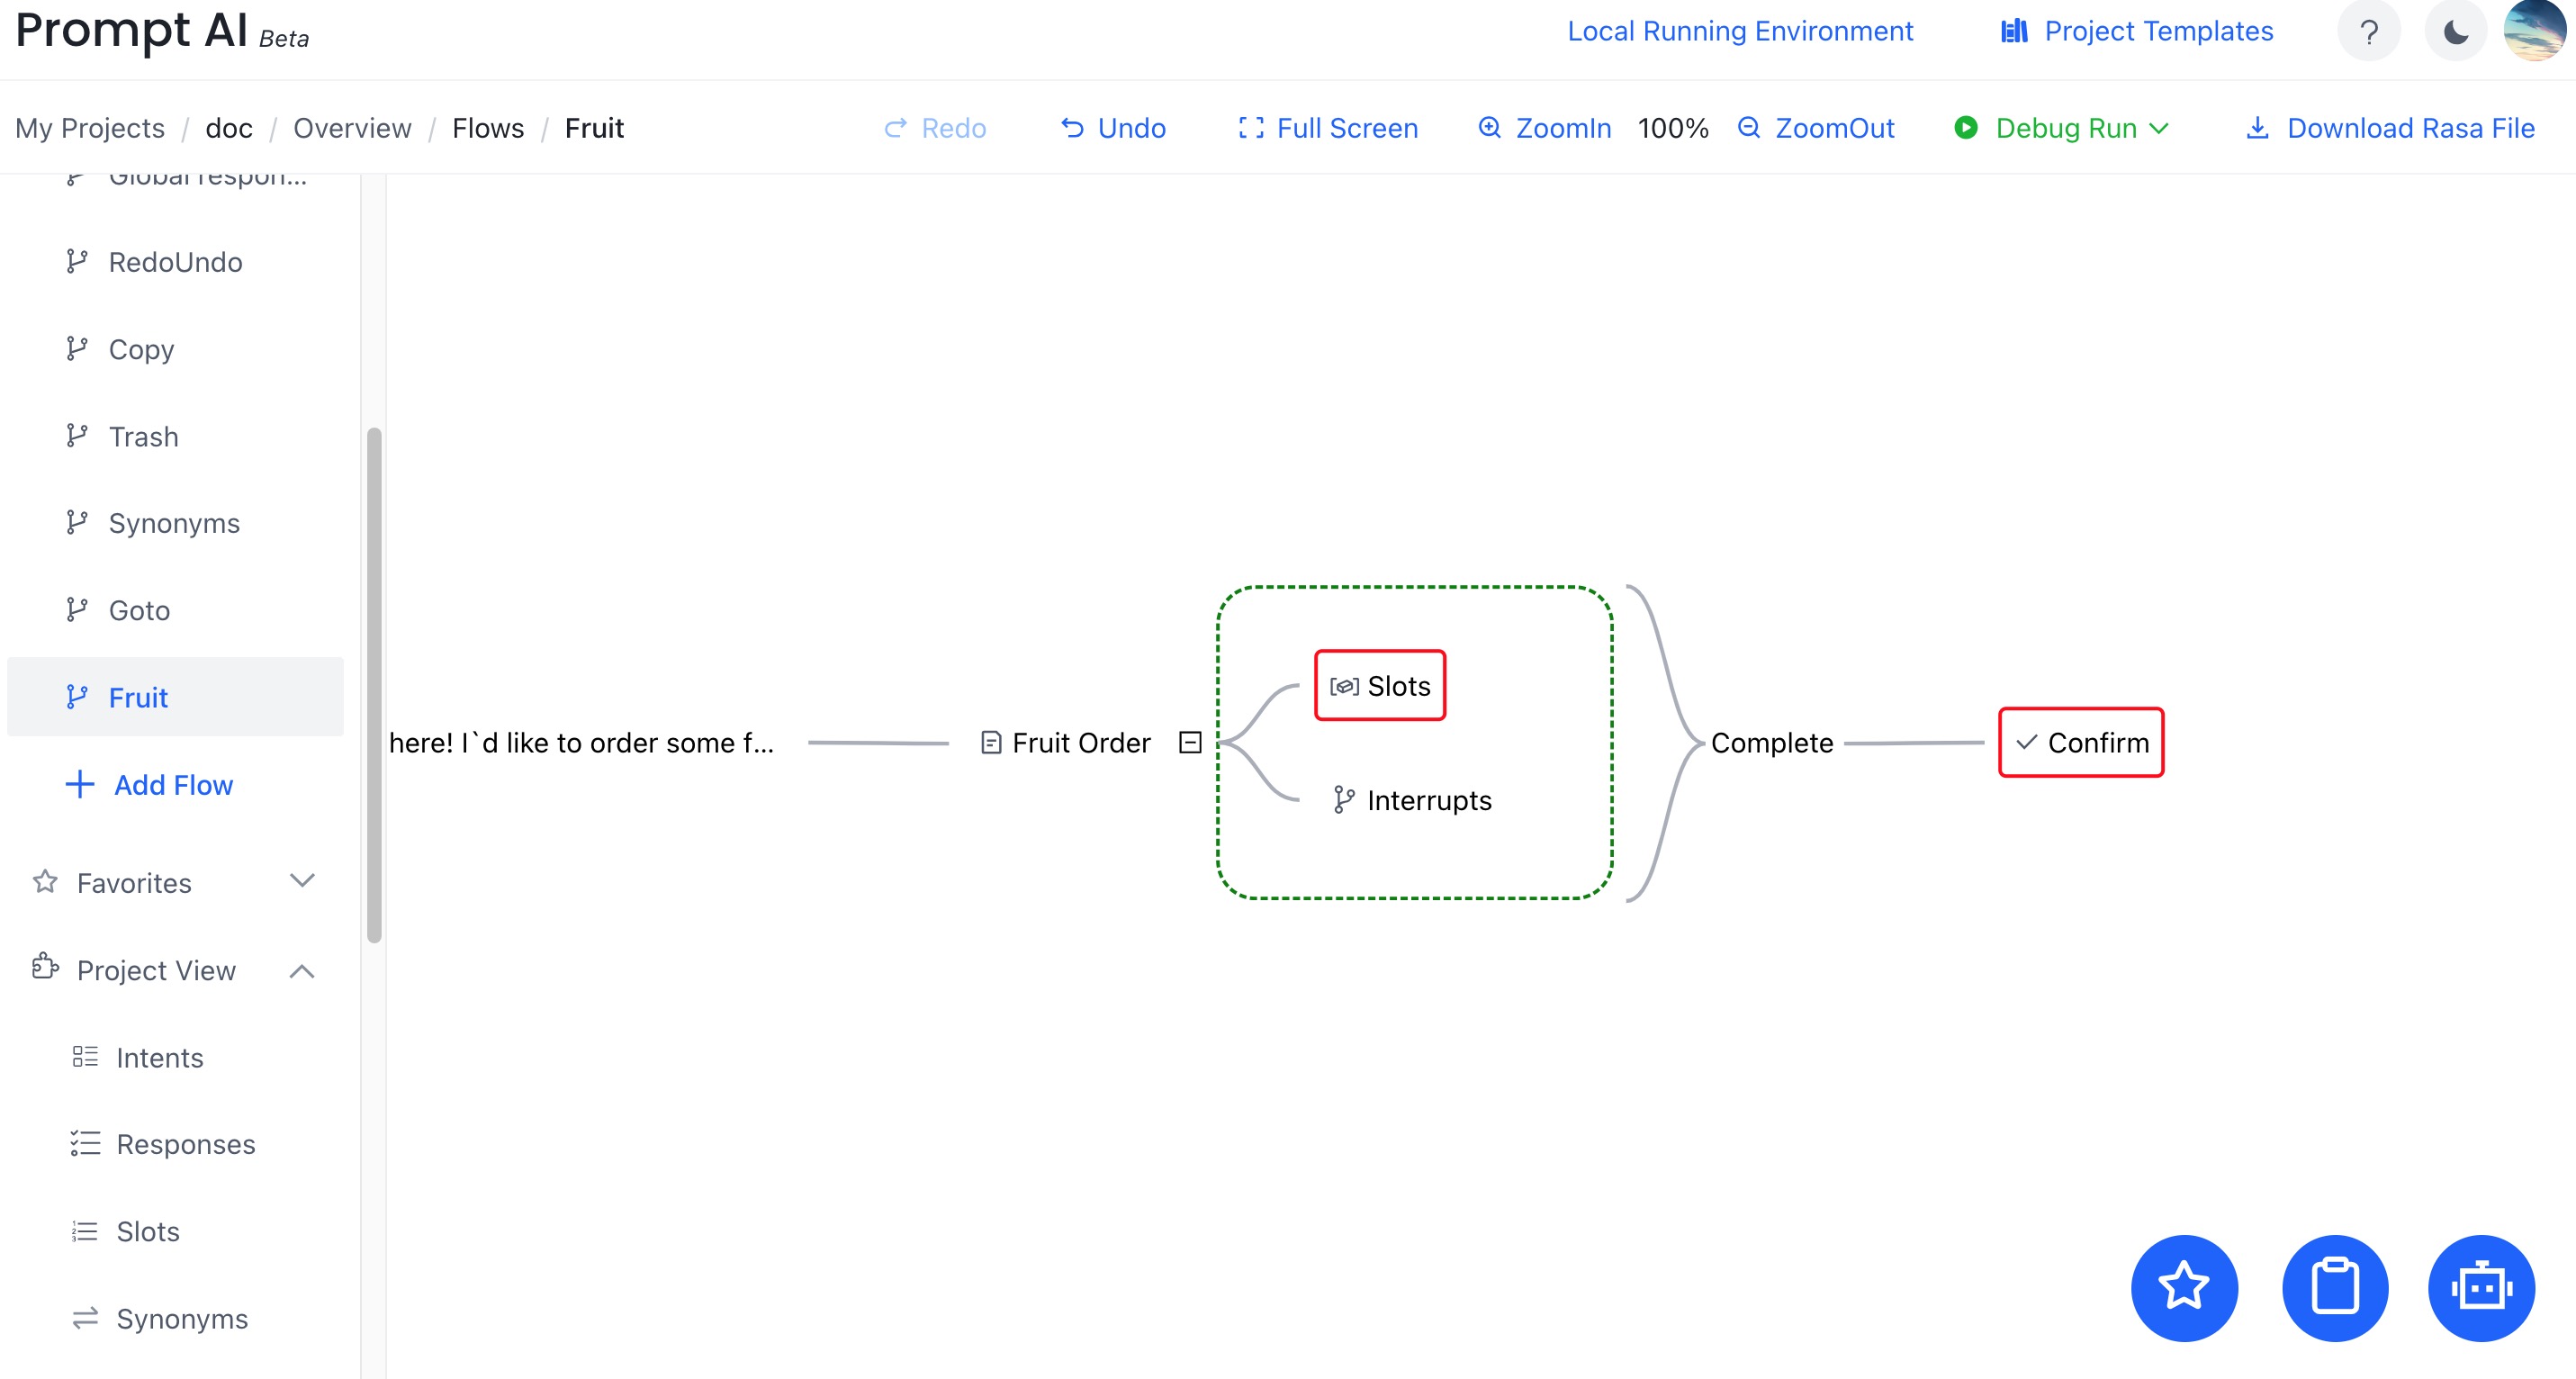 Prompt AI Beta
Local Running Environment
Project Templates
?
My Projects / doc / Overview / Flows / Fruit
Redo
Undo
Full Screen
ZoomIn
100%
ZoomOut
Debug Run
Download Rasa File
Global respon...
RedoUndo
Copy
Trash
Synonyms
Goto
Fruit
Add Flow
Favorites
Project View
Intents
Responses
Slots
Synonyms
here! I`d like to order some f...
Fruit Order
Slots
Interrupts
Complete
Confirm